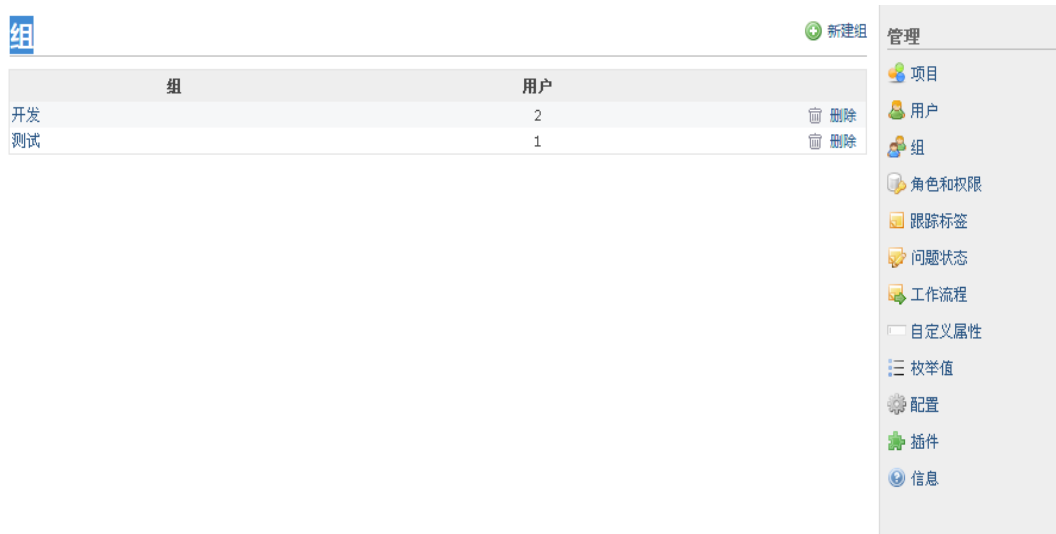 组
新建组
组 用户
开发 2 删除
测试 1 删除
管理
项目
用户
组
角色和权限
跟踪标签
问题状态
工作流程
自定义属性
枚举值
配置
插件
信息